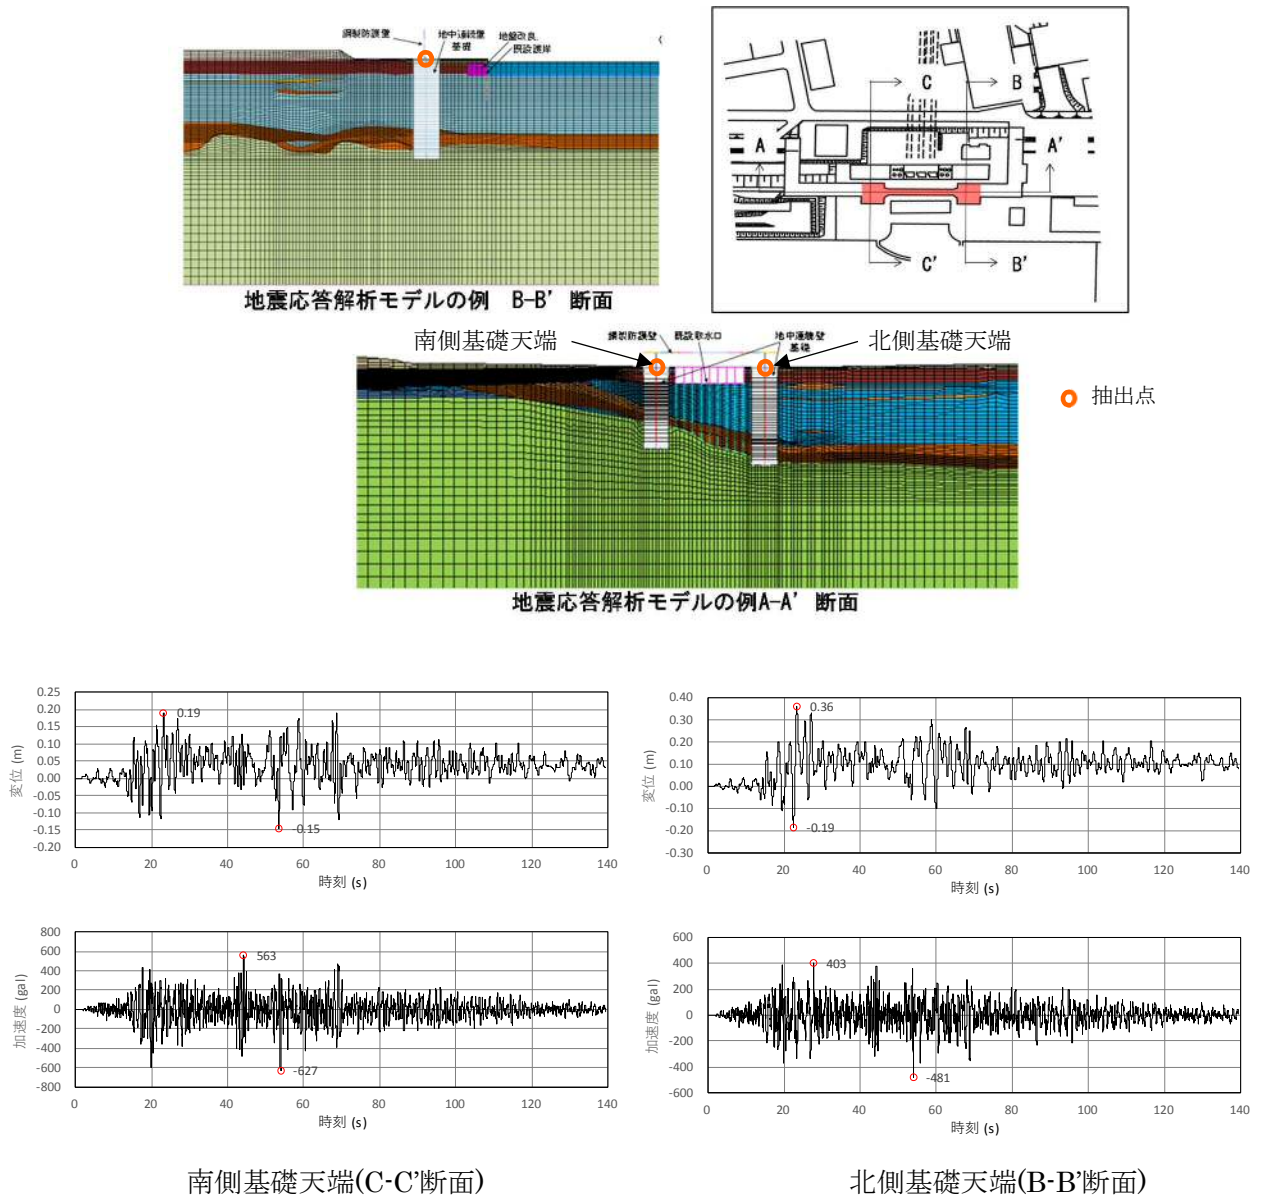 鋼製防護壁
地中連続壁
基礎
地盤改良
既設護岸
地震応答解析モデルの例 B-B’ 断面
C
B
A
A’
C’
B’
南側基礎天端
鋼製防護壁
既設取水口
地中連続壁
基礎
北側基礎天端
抽出点
地震応答解析モデルの例A-A’ 断面
変位 (m)
0.25
0.20
0.15
0.10
0.05
0.00
-0.05
-0.10
-0.15
-0.20
0.19
-0.15
0 20 40 60 80 100 120 140
時刻 (s)
変位 (m)
0.40
0.30
0.20
0.10
0.00
-0.10
-0.20
-0.30
0.36
-0.19
0 20 40 60 80 100 120 140
時刻 (s)
加速度 (gal)
800
600
400
200
0
-200
-400
-600
-800
563
-627
0 20 40 60 80 100 120 140
時刻 (s)
加速度 (gal)
600
400
200
0
-200
-400
-600
403
-481
0 20 40 60 80 100 120 140
時刻 (s)
南側基礎天端(C-C’断面)
北側基礎天端(B-B’断面)